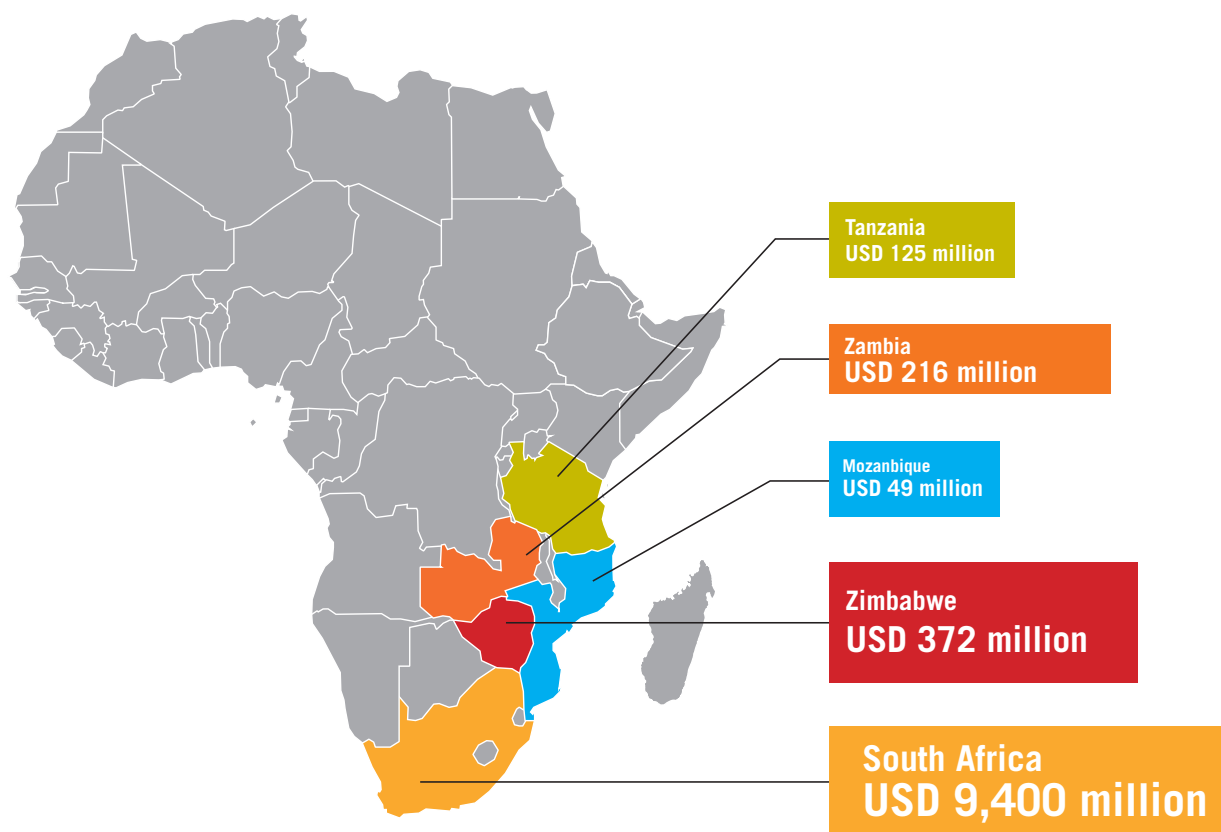 Tanzania
USD 125 million
Zambia
USD 216 million
Mozanbique
USD 49 million
Zimbabwe
USD 372 million
South Africa
USD 9,400 million